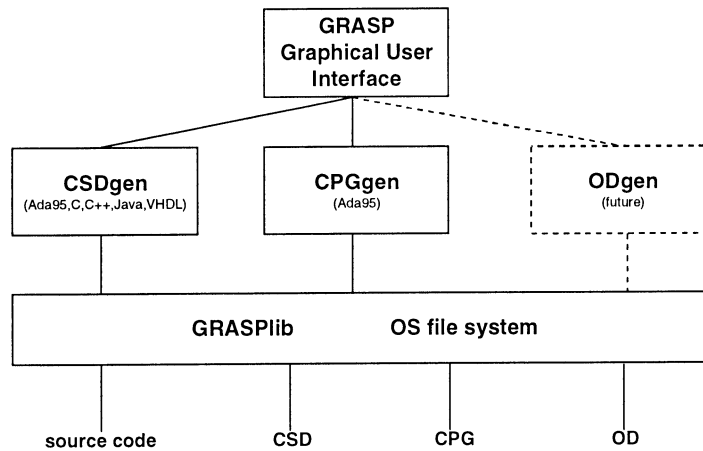 GRASP
Graphical User
Interface
CSDgen
(Ada95,C,C++,Java,VHDL)
CPGgen
(Ada95)
ODgen
(future)
GRASPlib
OS file system
source code
CSD
CPG
OD